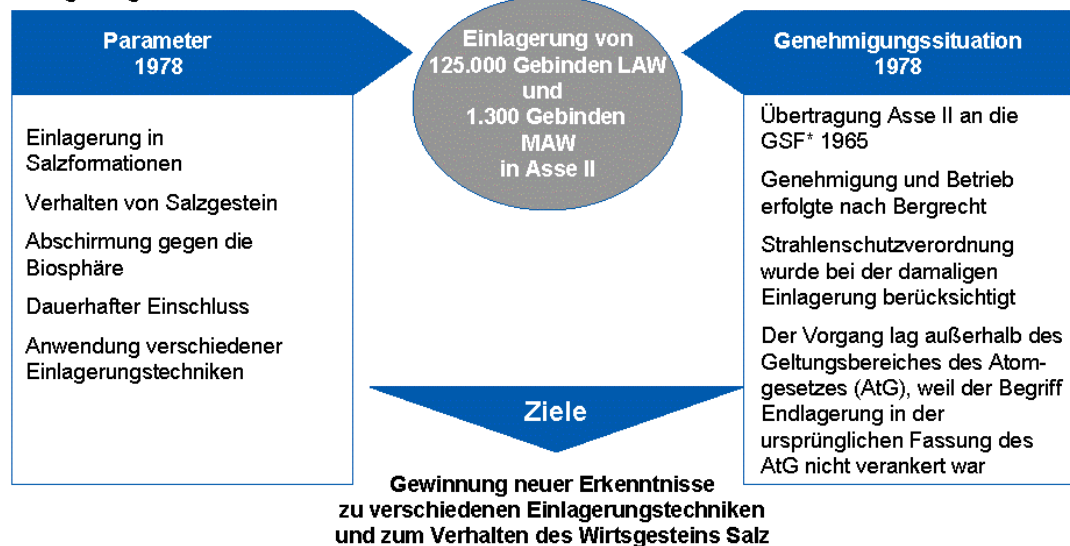 Parameter
1978
Einlagerung in
Salzformationen
Verhalten von Salzgestein
Abschirmung gegen die
Biosphäre
Dauerhafter Einschluss
Anwendung verschiedener
Einlagerungstechniken
Einlagerung von
125.000 Gebinden LAW
und
1.300 Gebinden
MAW
in Asse II
Genehmigungssituation
1978
Übertragung Asse II an die
GSF* 1965
Genehmigung und Betrieb
erfolgte nach Bergrecht
Strahlenschutzverordnung
wurde bei der damaligen
Einlagerung berücksichtigt
Der Vorgang lag außerhalb des
Geltungsbereiches des Atom-
gesetzes (AtG), weil der Begriff
Endlagerung in der
ursprünglichen Fassung des
AtG nicht verankert war
Ziele
Gewinnung neuer Erkenntnisse
zu verschiedenen Einlagerungstechniken
und zum Verhalten des Wirtsgesteins Salz